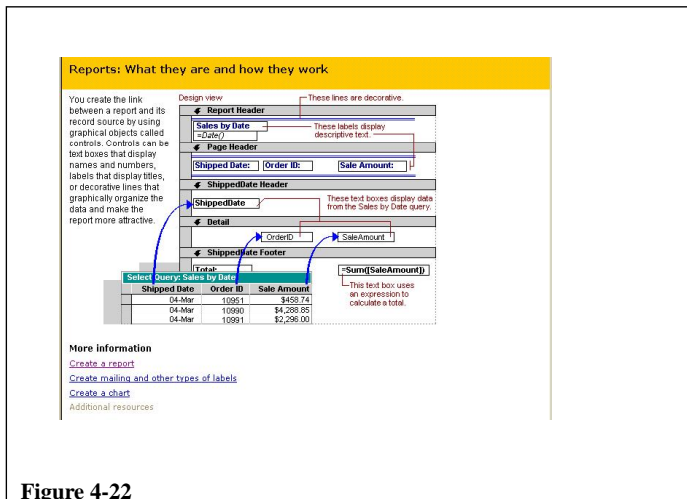 Reports: What they are and how they work
You create the link
between a report and its
record source by using
graphical objects called
controls. Controls can be
text boxes that display
names and numbers,
labels that display titles,
or decorative lines that
graphically organize the
data and make the
report more attractive.
Design view
These lines are decorative.
Report Header
Sales by Date
=Date()
These labels display
descriptive text.
Page Header
Shipped Date: Order ID: Sale Amount:
ShippedDate Header
ShippedDate
These text boxes display data
from the Sales by Date query.
Detail
OrderID SaleAmount
ShippedDate Footer
Total:
=Sum([SaleAmount])
This text box uses
an expression to
calculate a total.
Select Query: Sales by Date
Shipped Date Order ID Sale Amount
04-Mar 10951 $458.74
04-Mar 10990 $4,288.85
04-Mar 10991 $2,296.00
More information
Create a report
Create mailing and other types of labels
Create a chart
Additional resources
Figure 4-22